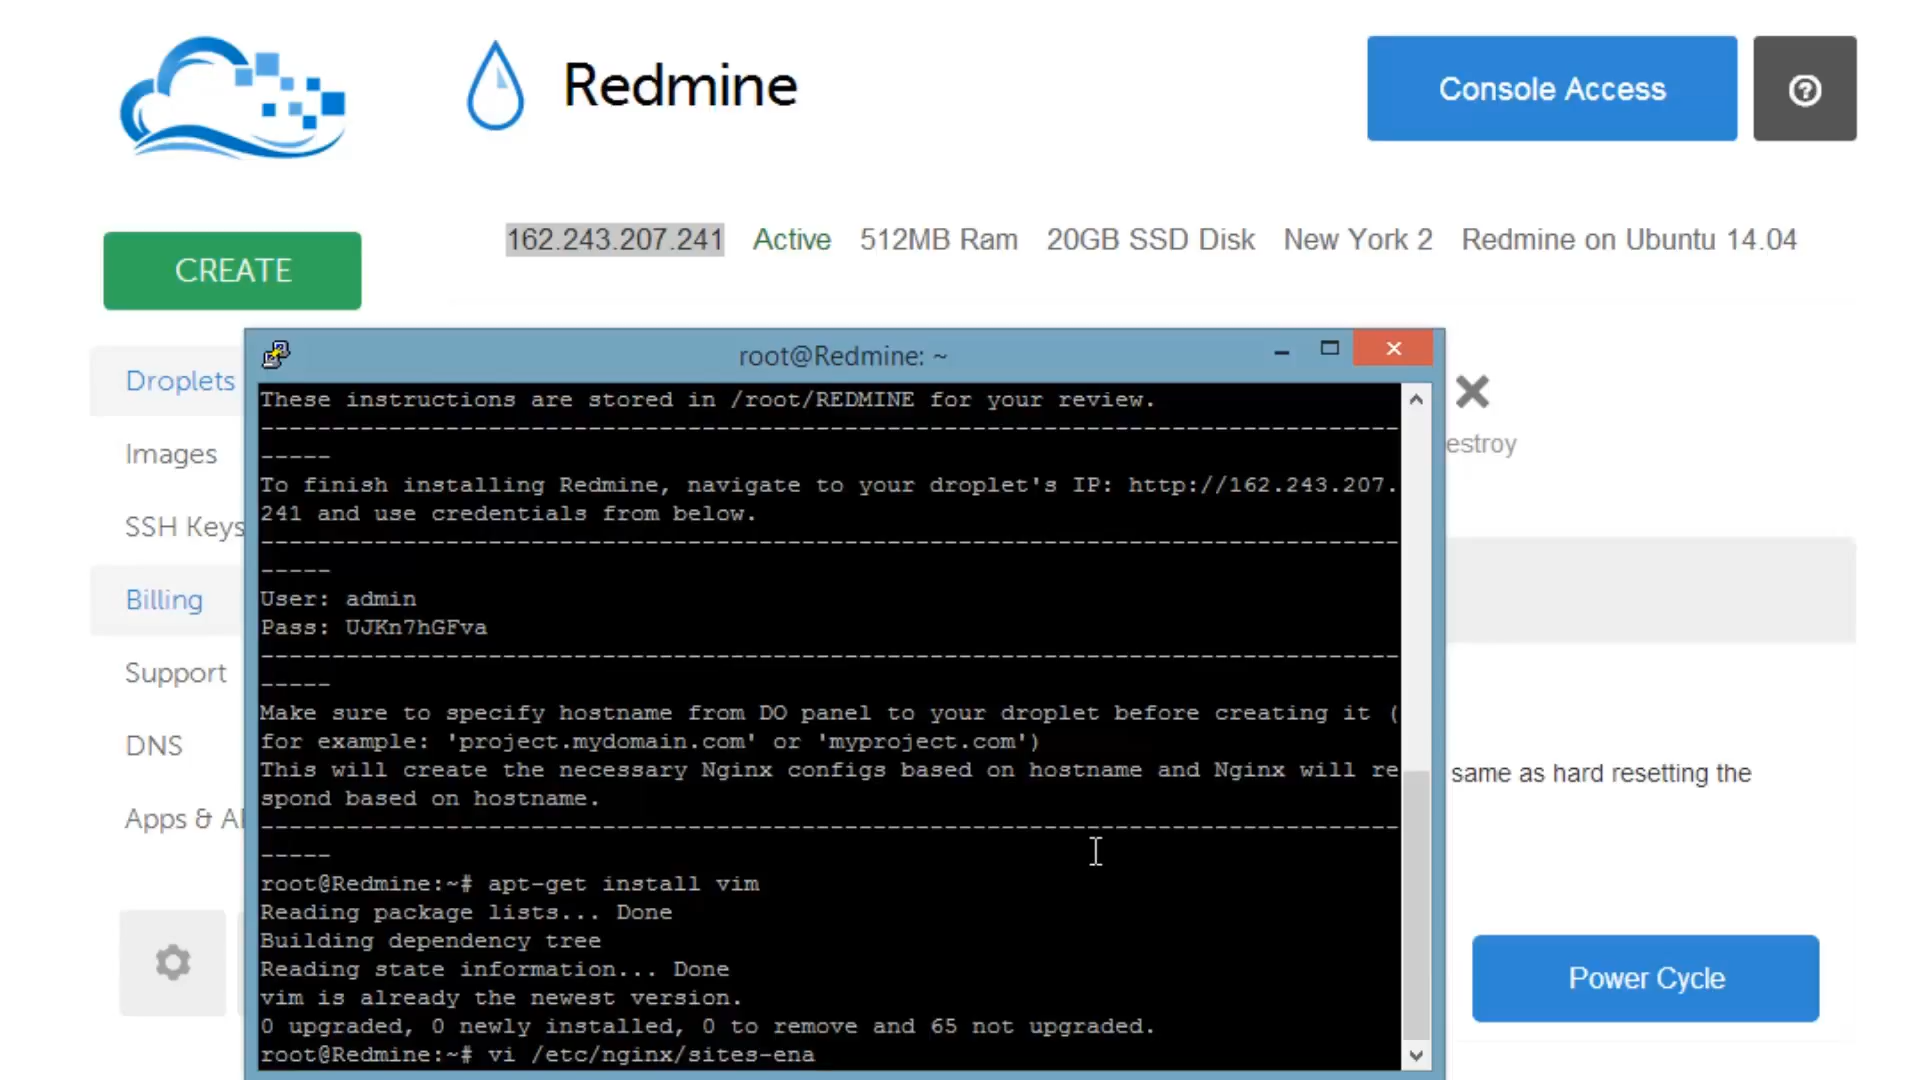 Redmine
Console Access
?
162.243.207.241 Active 512MB Ram 20GB SSD Disk New York 2 Redmine on Ubuntu 14.04
CREATE
root@Redmine: ~
Droplets
Images
SSH Keys
Billing
Support
DNS
Apps & AP
estroy
same as hard resetting the
Power Cycle
These instructions are stored in /root/REDMINE for your review.
--------------------------------------------------------------------------------
-----
To finish installing Redmine, navigate to your droplet's IP: http://162.243.207.
241 and use credentials from below.
--------------------------------------------------------------------------------
-----
User: admin
Pass: UJKn7hGFva
--------------------------------------------------------------------------------
-----
Make sure to specify hostname from DO panel to your droplet before creating it (
for example: 'project.mydomain.com' or 'myproject.com')
This will create the necessary Nginx configs based on hostname and Nginx will re
spond based on hostname.
--------------------------------------------------------------------------------
-----
root@Redmine:~# apt-get install vim
Reading package lists... Done
Building dependency tree
Reading state information... Done
vim is already the newest version.
0 upgraded, 0 newly installed, 0 to remove and 65 not upgraded.
root@Redmine:~# vi /etc/nginx/sites-ena